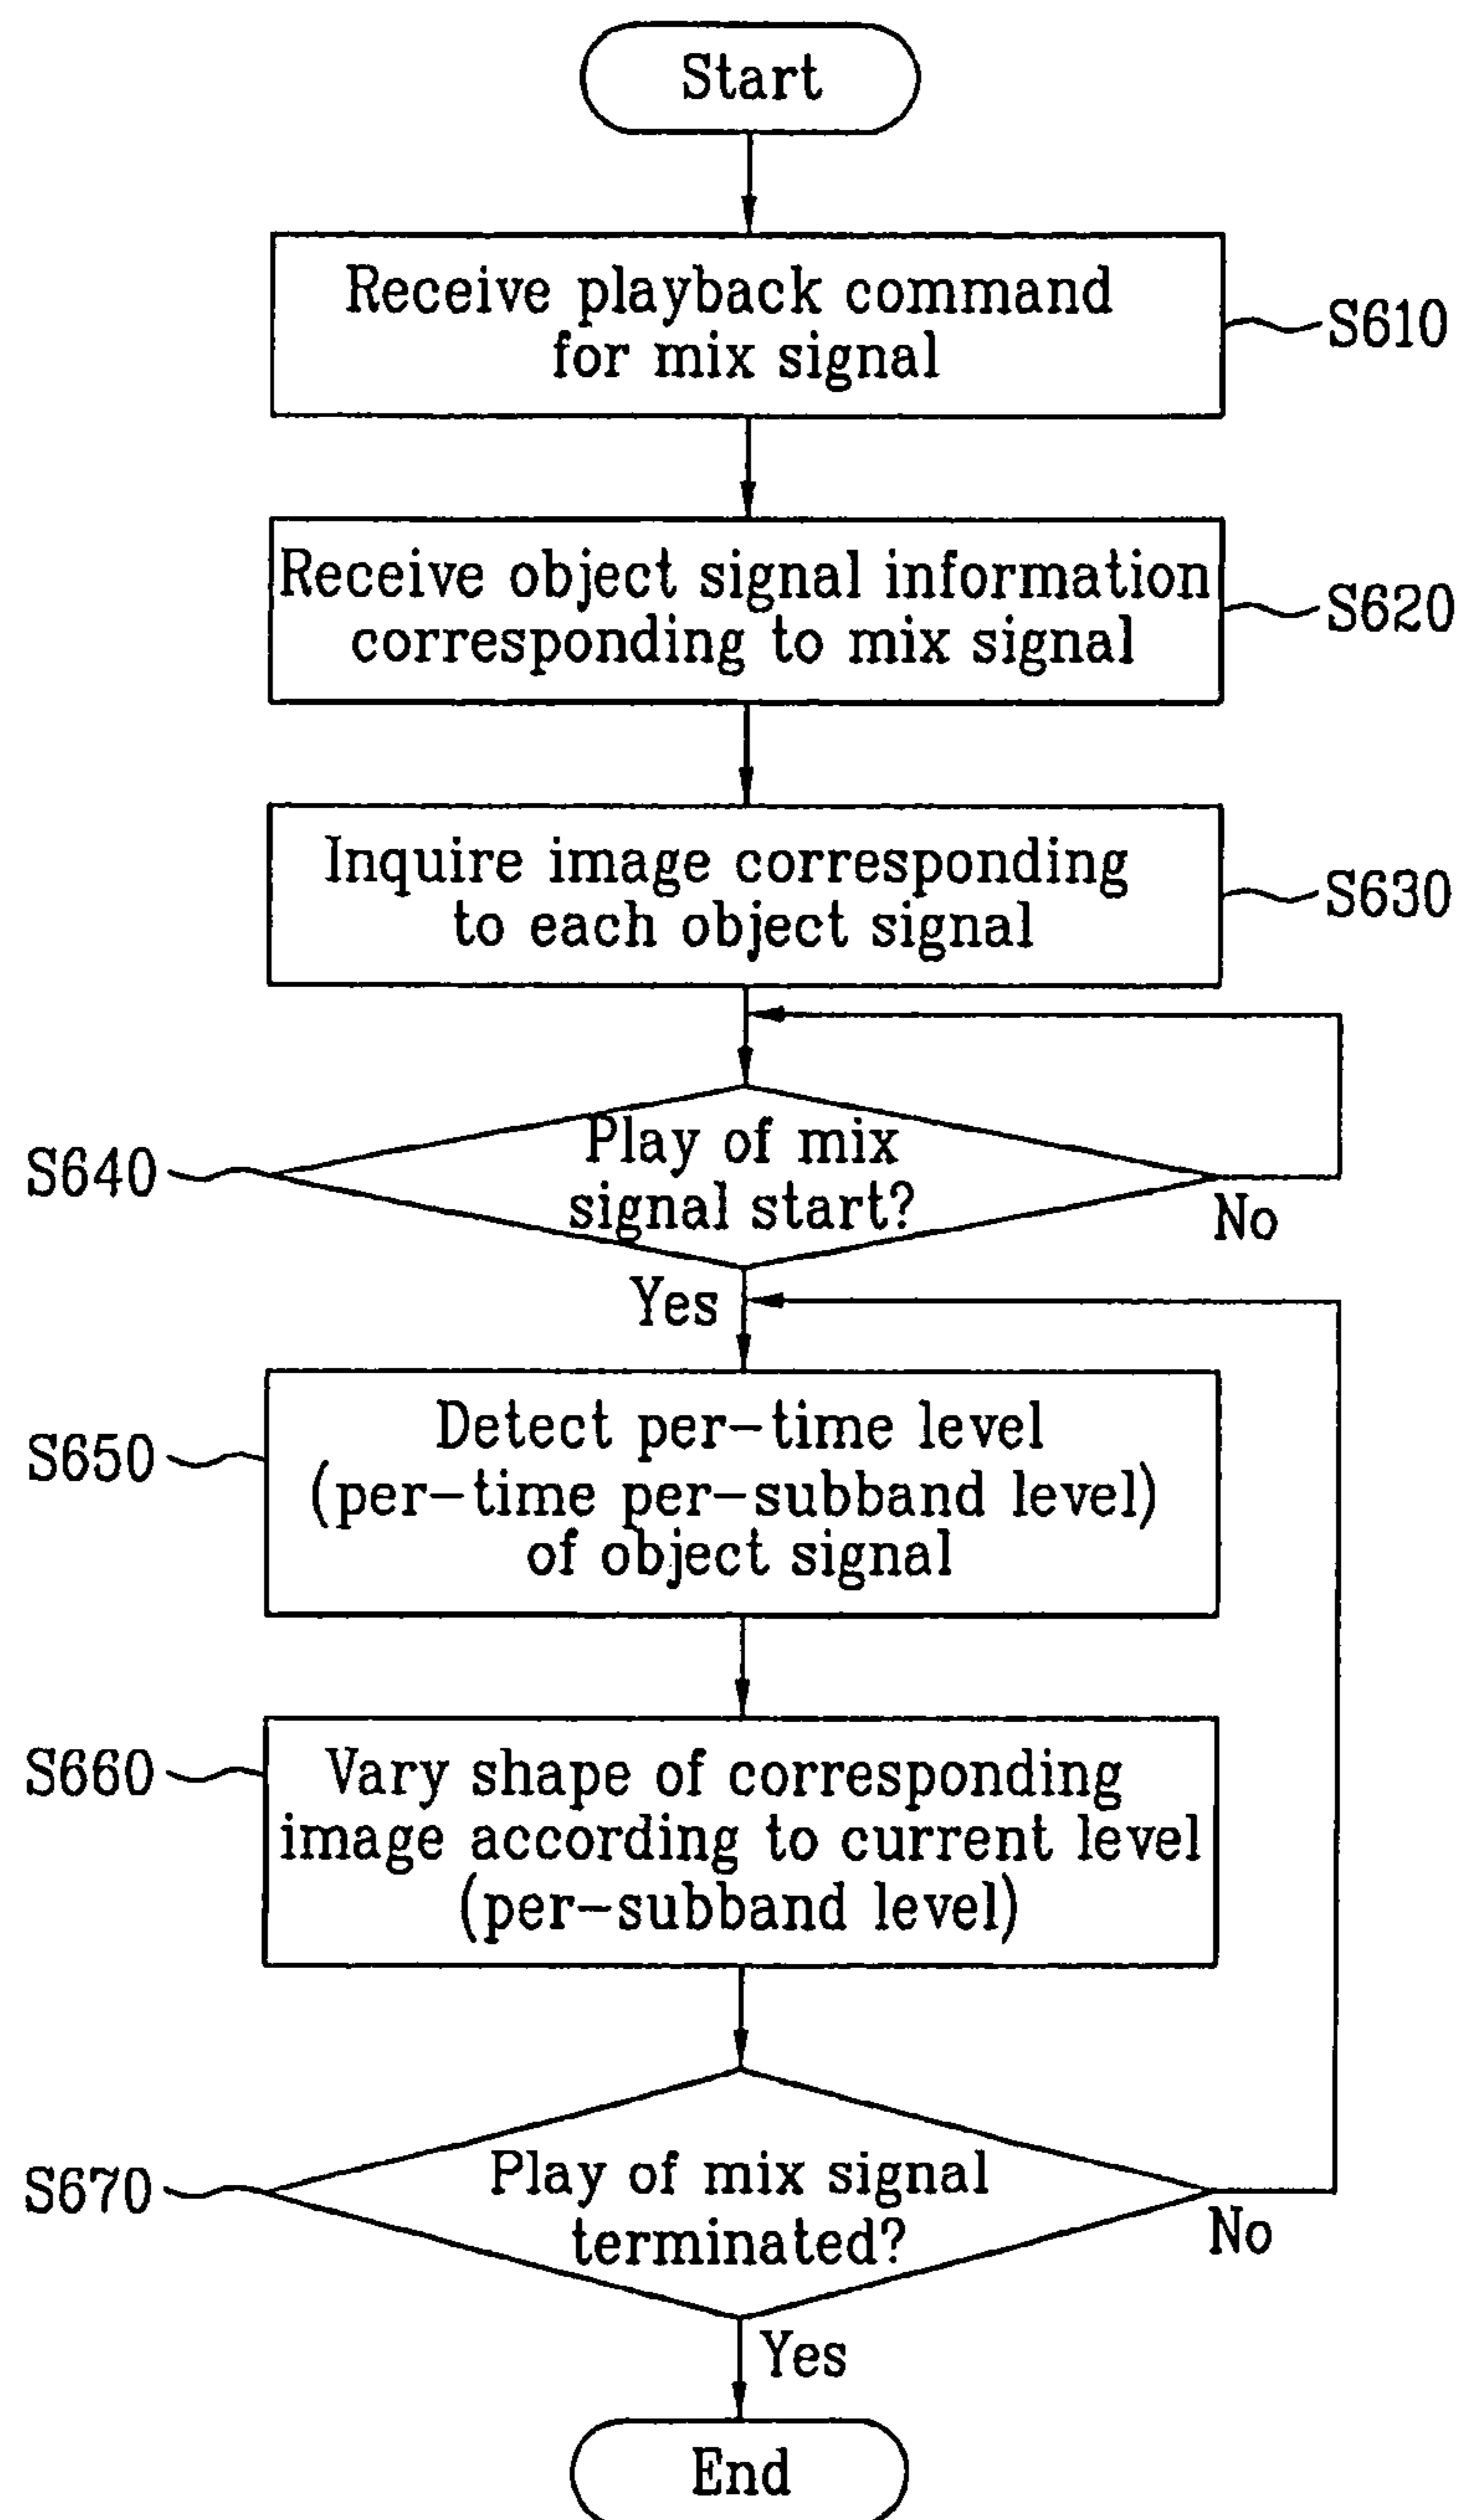 Start
Receive playback command
for mix signal
S610
Receive object signal information
corresponding to mix signal
S620
Inquire image corresponding
to each object signal
S630
S640
Play of mix
signal start?
No
Yes
S650
Detect per-time level
(per-time per-subband level)
of object signal
S660
Vary shape of corresponding
image according to current level
(per-subband level)
S670
Play of mix signal
terminated?
No
Yes
End